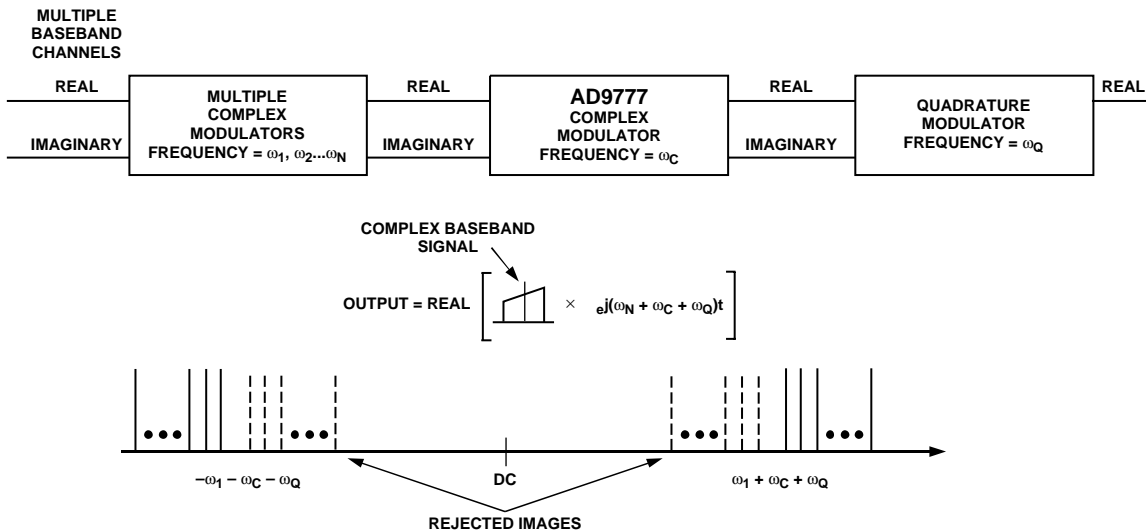 MULTIPLE
BASEBAND
CHANNELS
REAL
IMAGINARY
MULTIPLE
COMPLEX
MODULATORS
FREQUENCY = ω1, ω2...ωN
REAL
IMAGINARY
AD9777
COMPLEX
MODULATOR
FREQUENCY = ωC
REAL
IMAGINARY
QUADRATURE
MODULATOR
FREQUENCY = ωQ
REAL
COMPLEX BASEBAND
SIGNAL
OUTPUT = REAL [ × ej(ωN + ωC + ωQ)t ]
–ω1 – ωC – ωQ
DC
ω1 + ωC + ωQ
REJECTED IMAGES